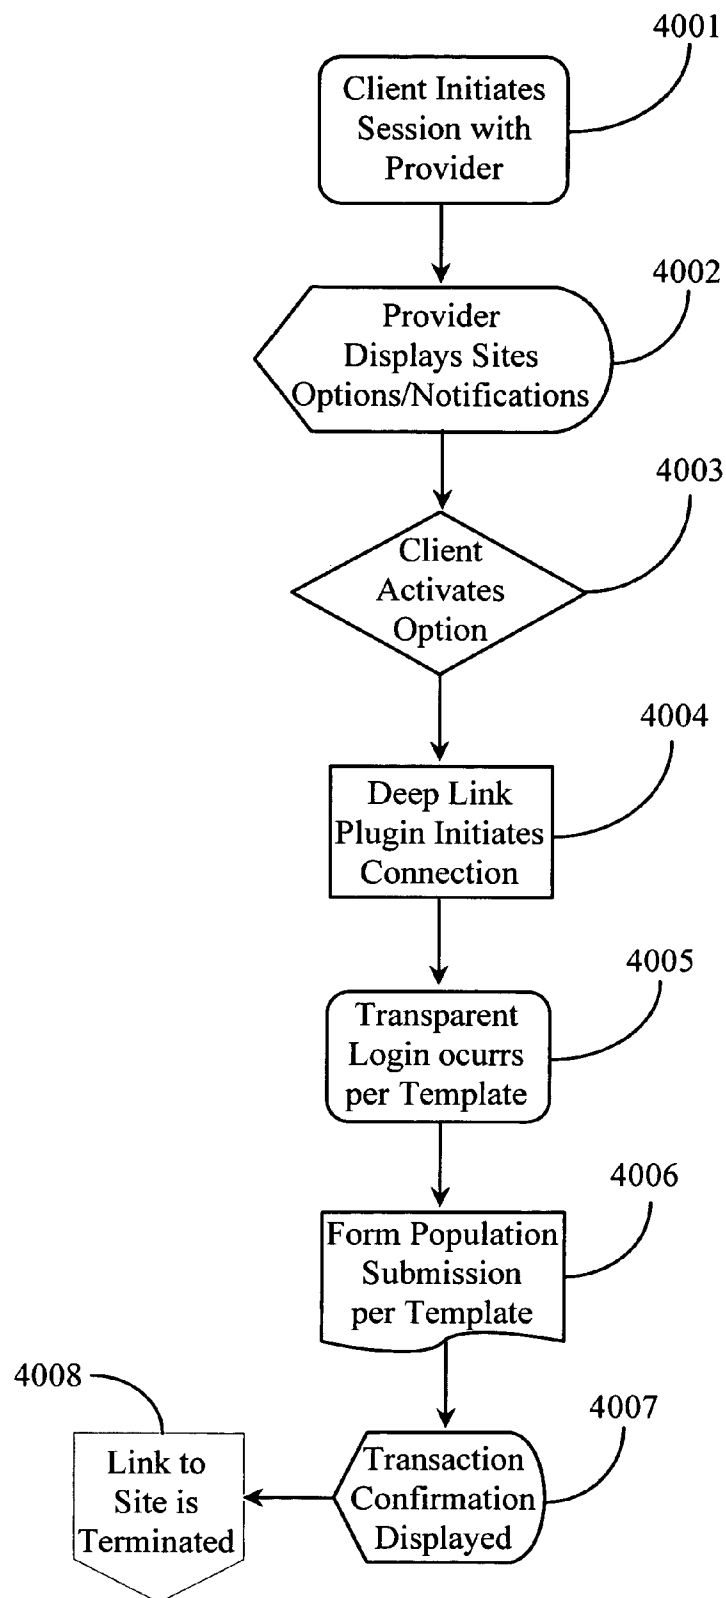 4001
Client Initiates
Session with
Provider
4002
Provider
Displays Sites
Options/Notifications
4003
Client
Activates
Option
4004
Deep Link
Plugin Initiates
Connection
4005
Transparent
Login ocurrs
per Template
4006
Form Population
Submission
per Template
4007
Transaction
Confirmation
Displayed
4008
Link to
Site is
Terminated